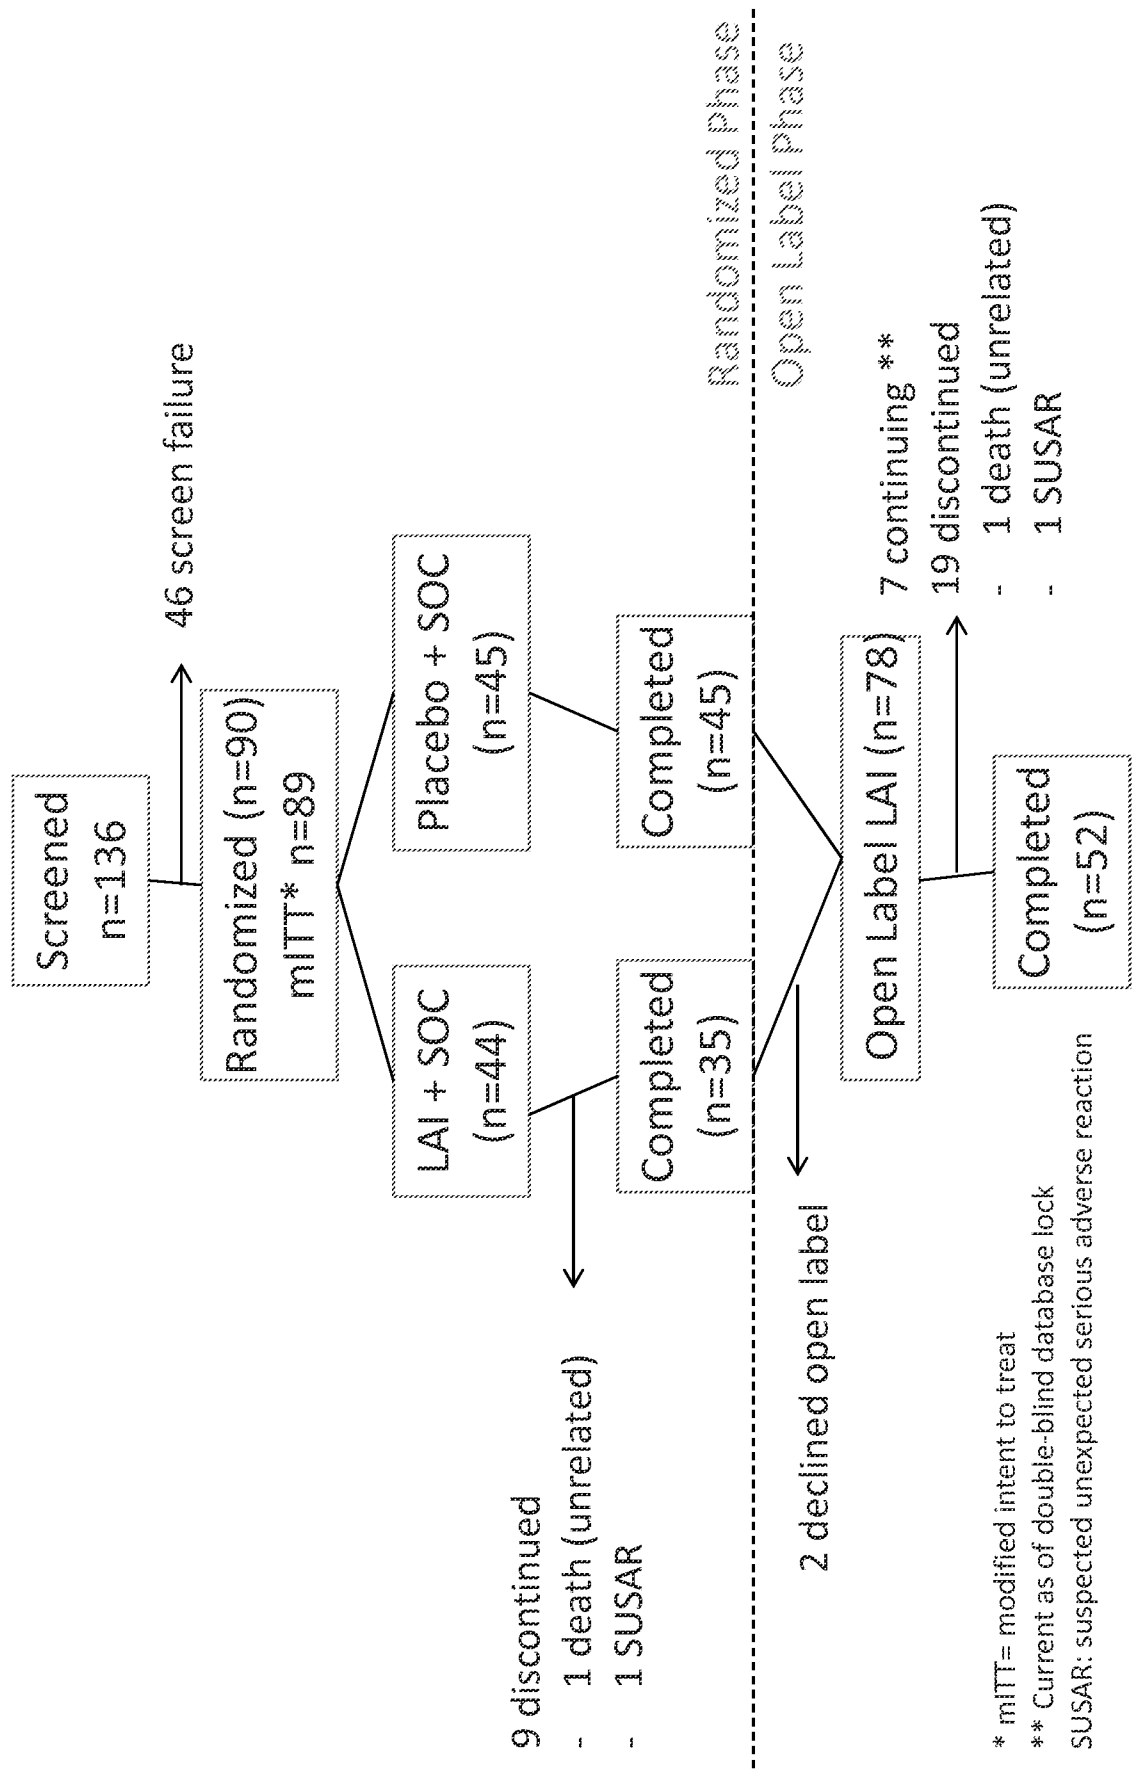 Screened
n=136
46 screen failure
Randomized (n=90)
mITT* n=89
LAI + SOC
(n=44)
Placebo + SOC
(n=45)
9 discontinued
- 1 death (unrelated)
- 1 SUSAR
Completed
(n=35)
Completed
(n=45)
Randomized Phase
Open Label Phase
2 declined open label
Open Label LAI (n=78)
7 continuing **
19 discontinued
- 1 death (unrelated)
- 1 SUSAR
Completed
(n=52)
* mITT= modified intent to treat
** Current as of double-blind database lock
SUSAR: suspected unexpected serious adverse reaction